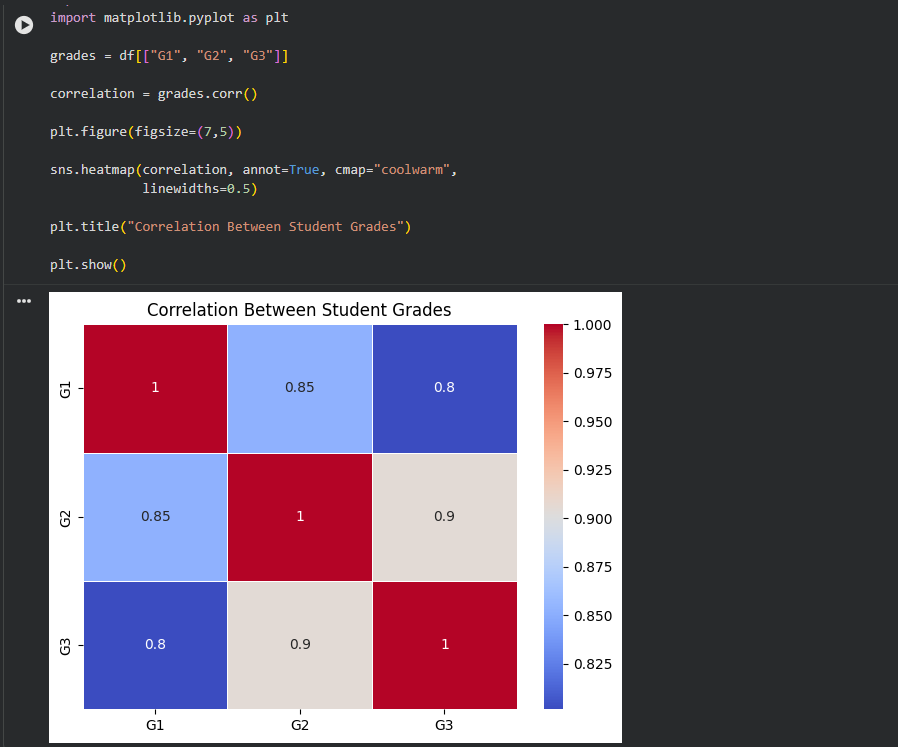 import matplotlib.pyplot as plt
grades = df[["G1", "G2", "G3"]]
correlation = grades.corr()
plt.figure(figsize=(7,5))
sns.heatmap(correlation, annot=True, cmap="coolwarm",
            linewidths=0.5)
plt.title("Correlation Between Student Grades")
plt.show()
Correlation Between Student Grades
G1
1
0.85
0.8
G2
0.85
1
0.9
G3
0.8
0.9
1
G1
G2
G3
1.000
0.975
0.950
0.925
0.900
0.875
0.850
0.825